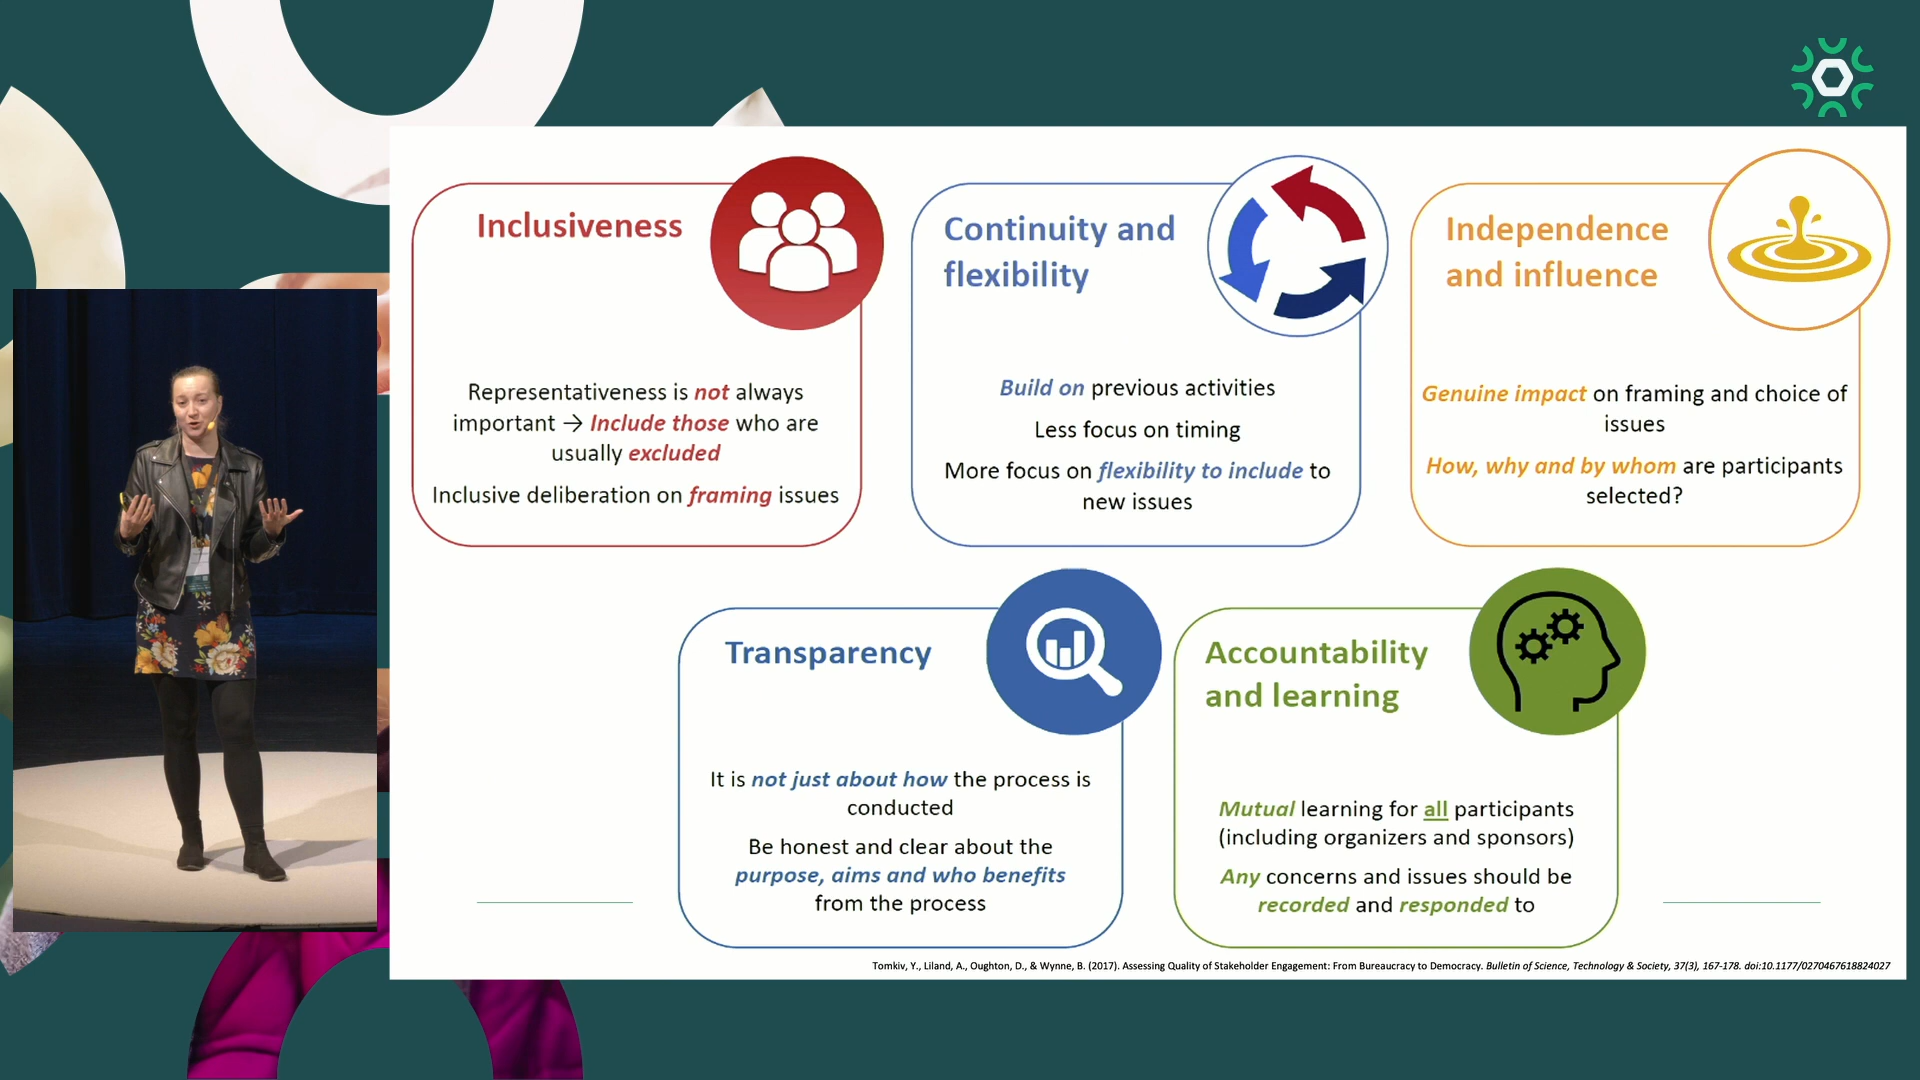 Inclusiveness
Representativeness is not always
important → Include those who are
usually excluded
Inclusive deliberation on framing issues
Continuity and
flexibility
Build on previous activities
Less focus on timing
More focus on flexibility to include to
new issues
Independence
and influence
Genuine impact on framing and choice of
issues
How, why and by whom are participants
selected?
Transparency
It is not just about how the process is
conducted
Be honest and clear about the
purpose, aims and who benefits
from the process
Accountability
and learning
Mutual learning for all participants
(including organizers and sponsors)
Any concerns and issues should be
recorded and responded to
Tomkiv, Y., Liland, A., Oughton, D., & Wynne, B. (2017). Assessing Quality of Stakeholder Engagement: From Bureaucracy to Democracy. Bulletin of Science, Technology & Society, 37(3), 167-178. doi:10.1177/0270467618824027